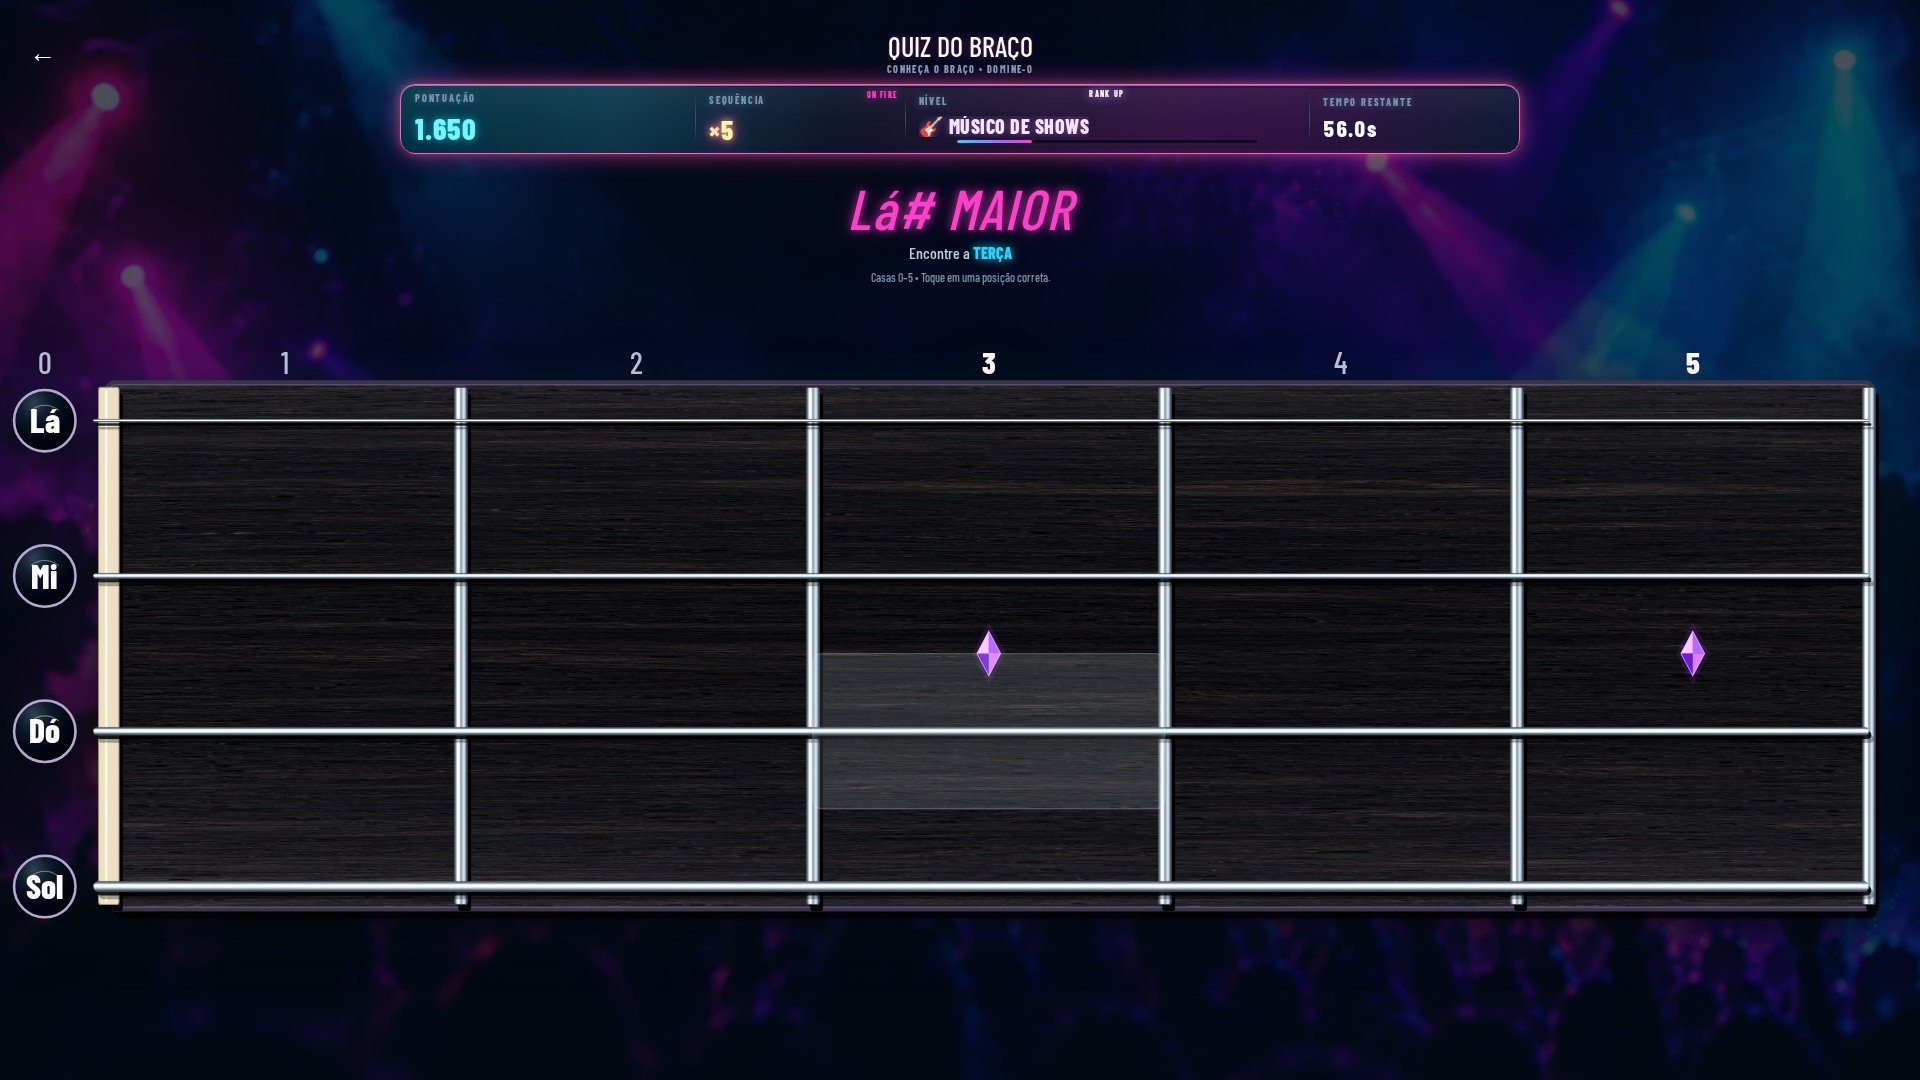 ←
QUIZ DO BRAÇO
CONHEÇA O BRAÇO • DOMINE-O
PONTUAÇÃO
1.650
SEQUÊNCIA
×5
ON FIRE
NÍVEL
RANK UP
🎸 MÚSICO DE SHOWS
TEMPO RESTANTE
56.0s
Lá# MAIOR
Encontre a TERÇA
Casas 0–5 • Toque em uma posição correta.
0 1 2 3 4 5
Lá
Mi
Dó
Sol